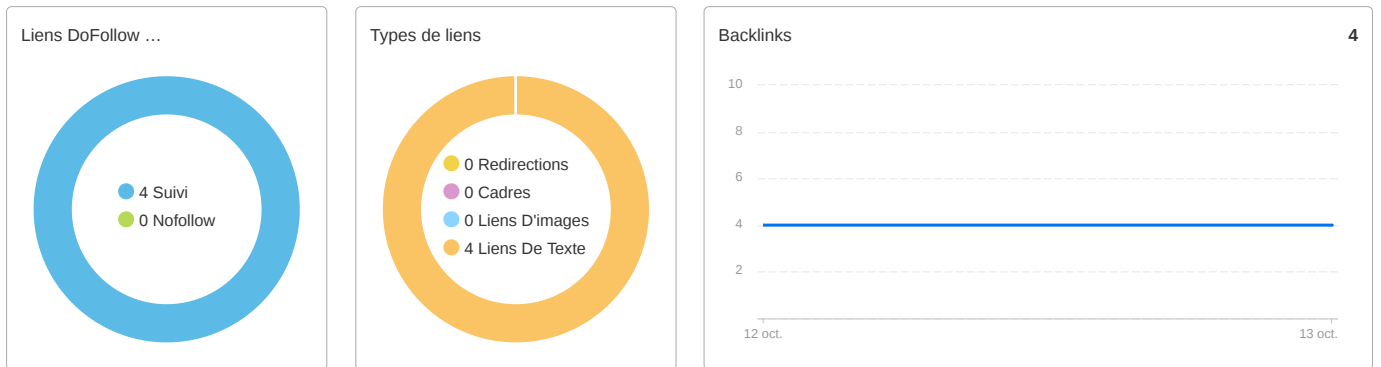 Liens DoFollow …
4 Suivi
0 Nofollow
Types de liens
0 Redirections
0 Cadres
0 Liens D'images
4 Liens De Texte
Backlinks
4
10
8
6
4
2
12 oct.
13 oct.